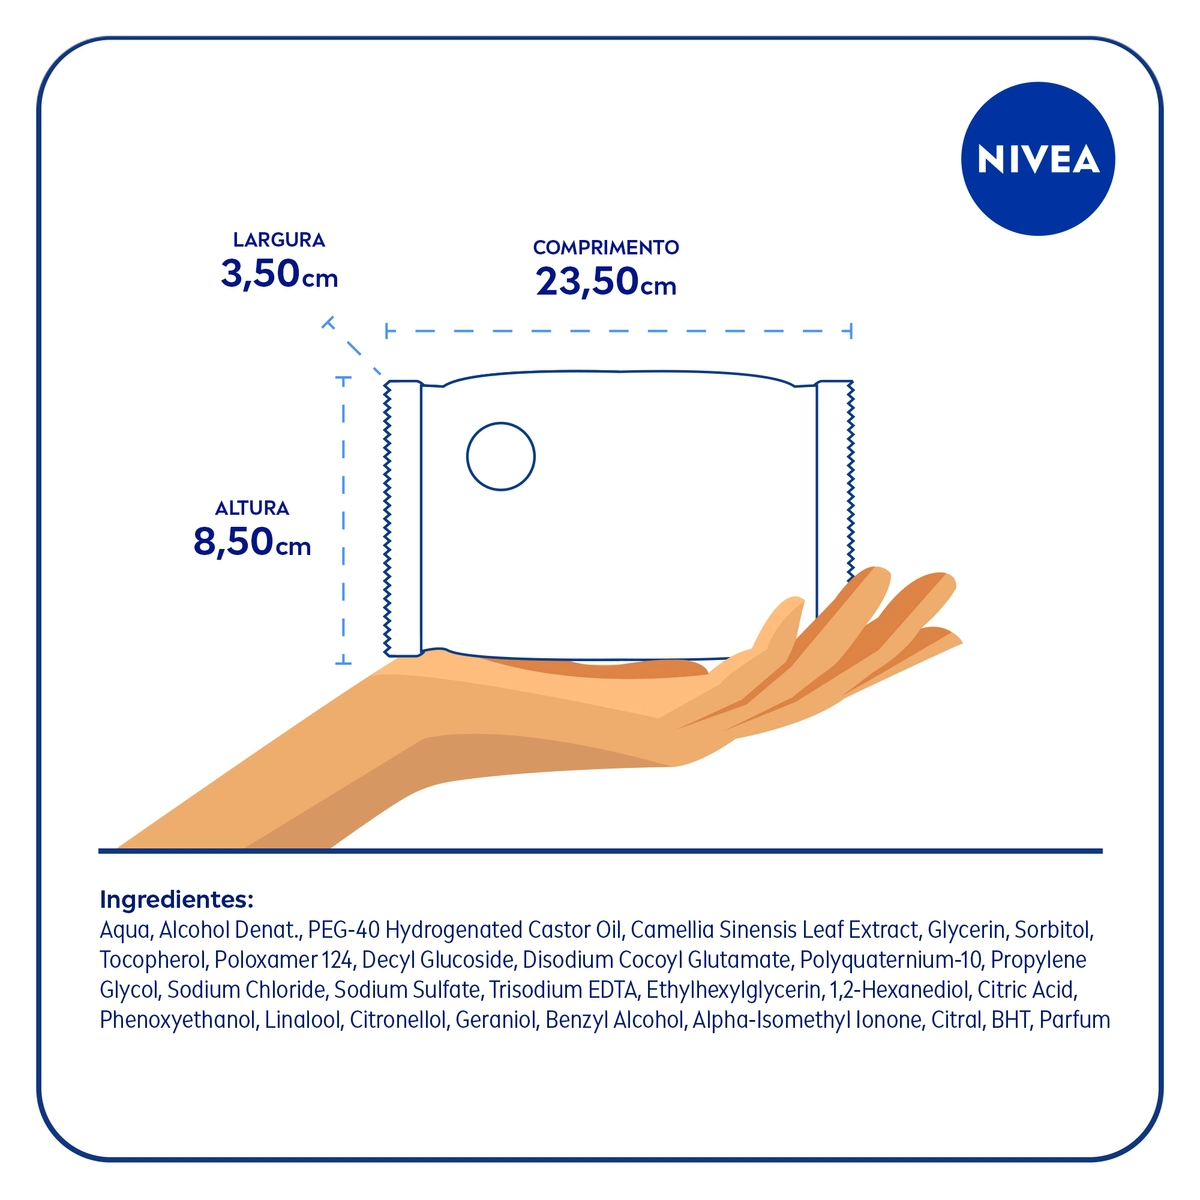 NIVEA
LARGURA
3,50cm
COMPRIMENTO
23,50cm
ALTURA
8,50cm
Ingredientes:
Aqua, Alcohol Denat., PEG-40 Hydrogenated Castor Oil, Camellia Sinensis Leaf Extract, Glycerin, Sorbitol,
Tocopherol, Poloxamer 124, Decyl Glucoside, Disodium Cocoyl Glutamate, Polyquaternium-10, Propylene
Glycol, Sodium Chloride, Sodium Sulfate, Trisodium EDTA, Ethylhexylglycerin, 1,2-Hexanediol, Citric Acid,
Phenoxyethanol, Linalool, Citronellol, Geraniol, Benzyl Alcohol, Alpha-Isomethyl Ionone, Citral, BHT, Parfum